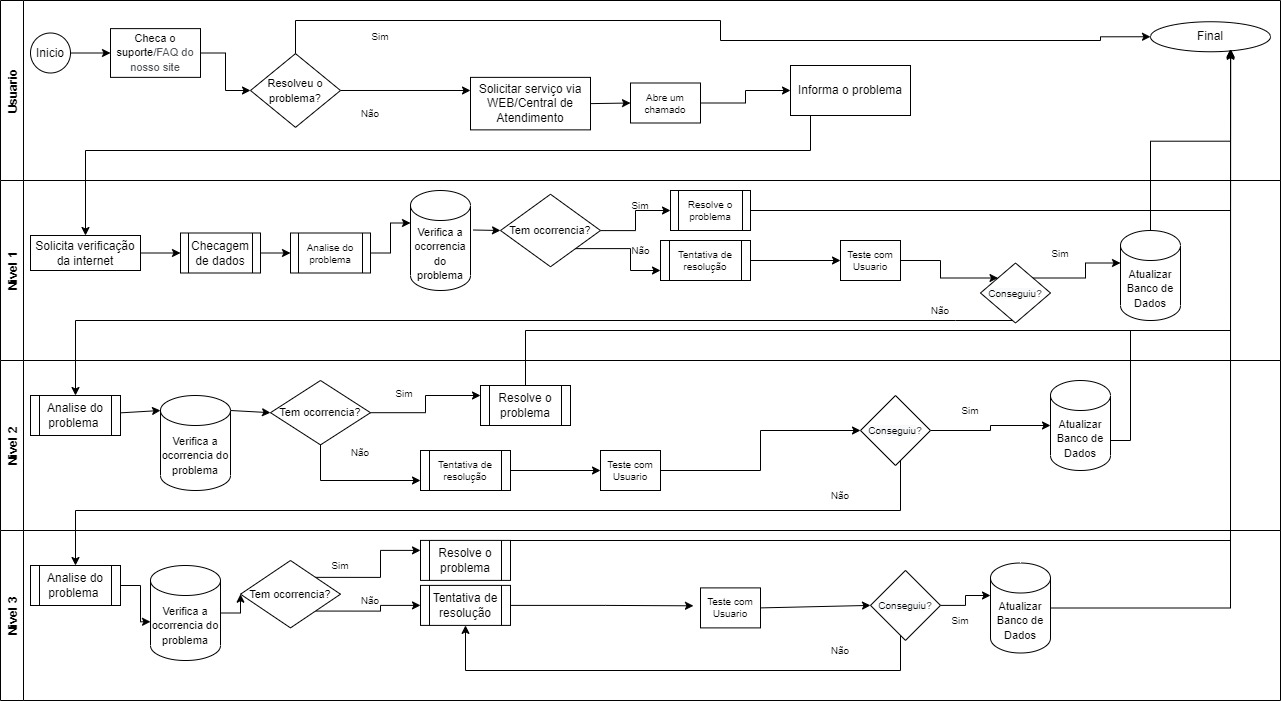 Usuario
Inicio
Checa o
suporte/FAQ do
nosso site
Sim
Resolveu o
problema?
Não
Solicitar serviço via
WEB/Central de
Atendimento
Abre um
chamado
Informa o problema
Final
Nivel 1
Solicita verificação
da internet
Checagem
de dados
Analise do
problema
Verifica a
ocorrencia
do
problema
Tem ocorrencia?
Sim
Resolve o
problema
Não
Tentativa de
resolução
Teste com
Usuario
Conseguiu?
Sim
Não
Atualizar
Banco de
Dados
Nivel 2
Analise do
problema
Verifica a
ocorrencia do
problema
Tem ocorrencia?
Sim
Resolve o
problema
Não
Tentativa de
resolução
Teste com
Usuario
Conseguiu?
Sim
Não
Atualizar
Banco de
Dados
Nivel 3
Analise do
problema
Verifica a
ocorrencia do
problema
Tem ocorrencia?
Sim
Resolve o
problema
Não
Tentativa de
resolução
Teste com
Usuario
Conseguiu?
Sim
Não
Atualizar
Banco de
Dados